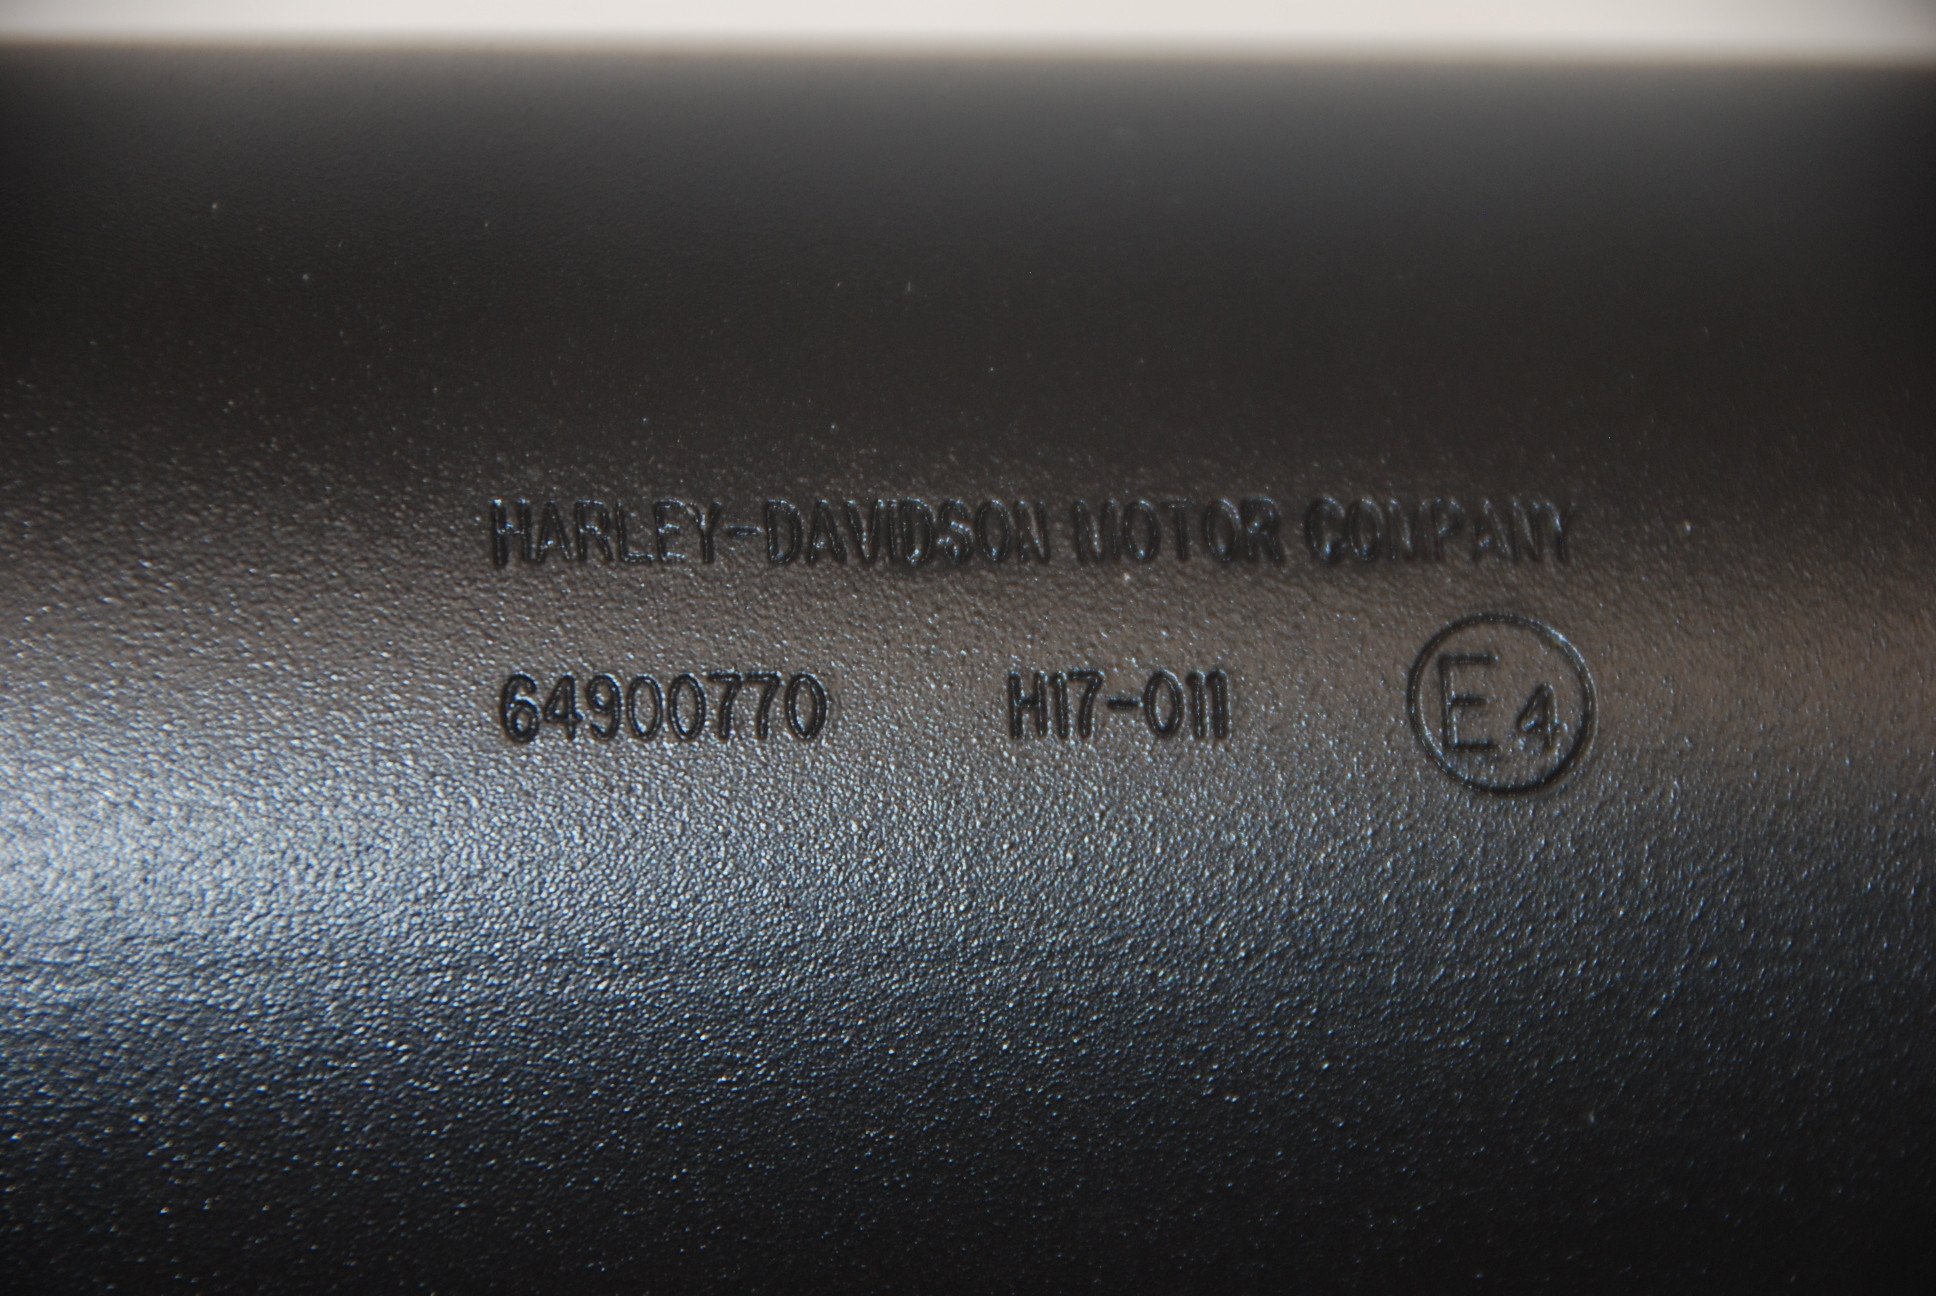 HARLEY-DAVIDSON MOTOR COMPANY
64900770 H17-011 E4